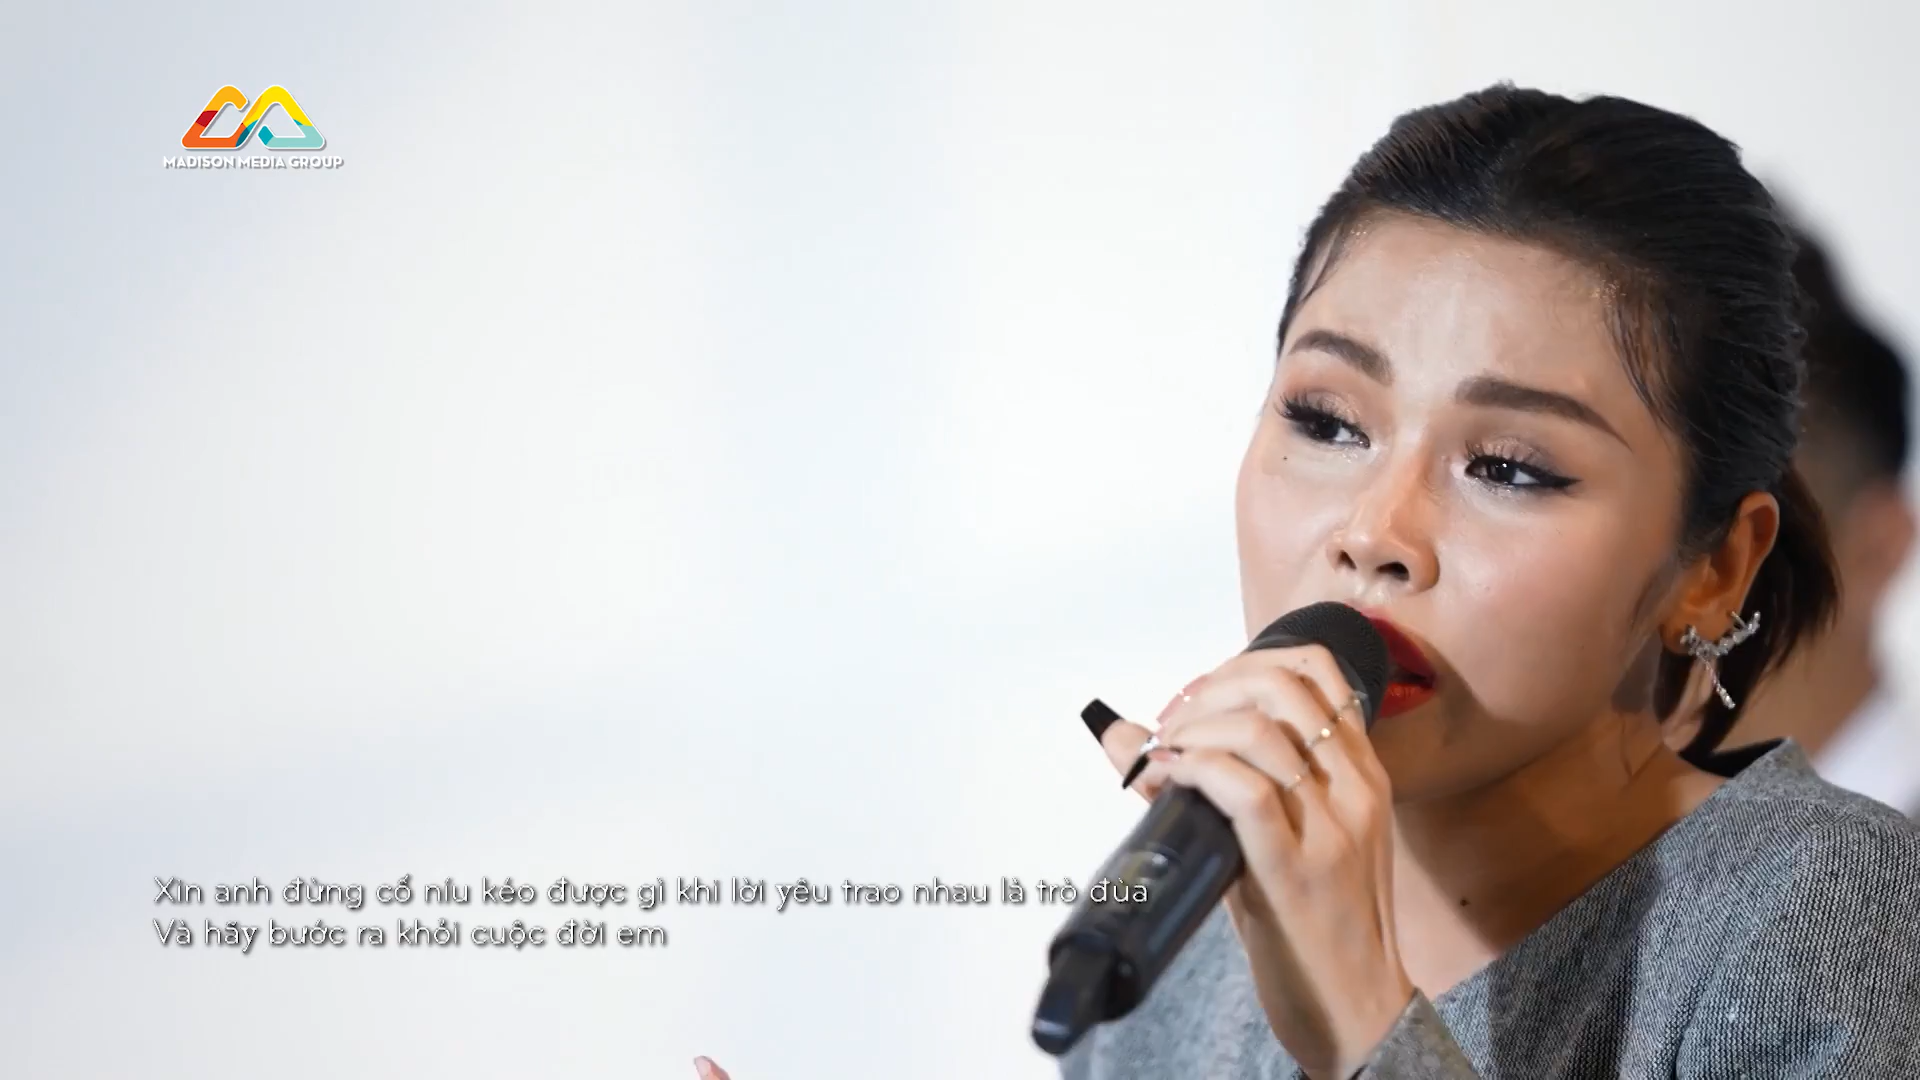 MADISON MEDIA GROUP
Xin anh đừng cố níu kéo được gì khi lời yêu trao nhau là trò đùa
Và hãy bước ra khỏi cuộc đời em